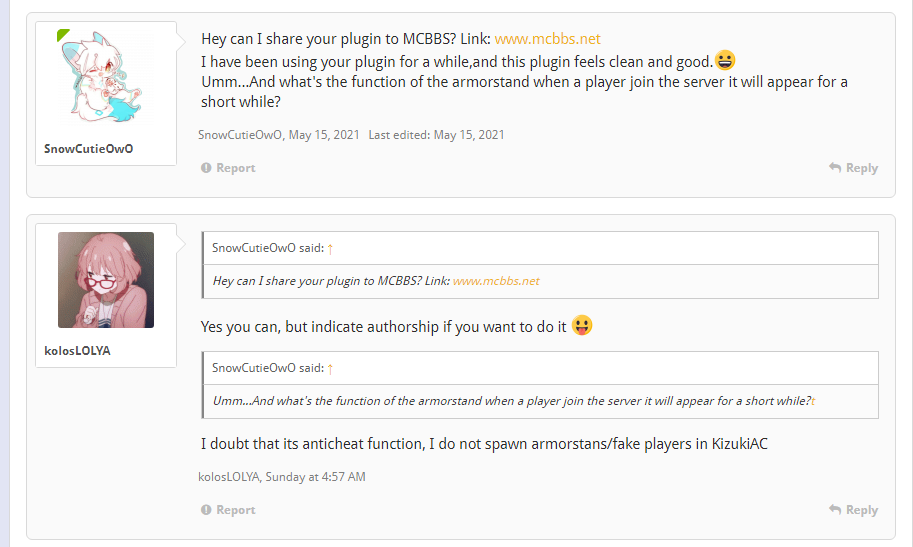 Hey can I share your plugin to MCBBS? Link: www.mcbbs.net
I have been using your plugin for a while,and this plugin feels clean and good.😀
Umm...And what's the function of the armorstand when a player join the server it will appear for a
short while?
SnowCutieOwO
SnowCutieOwO, May 15, 2021 Last edited: May 15, 2021
Report
Reply
SnowCutieOwO said: ↑
Hey can I share your plugin to MCBBS? Link: www.mcbbs.net
Yes you can, but indicate authorship if you want to do it 😛
kolosLOLYA
SnowCutieOwO said: ↑
Umm...And what's the function of the armorstand when a player join the server it will appear for a short while?t
I doubt that its anticheat function, I do not spawn armorstans/fake players in KizukiAC
kolosLOLYA, Sunday at 4:57 AM
Report
Reply